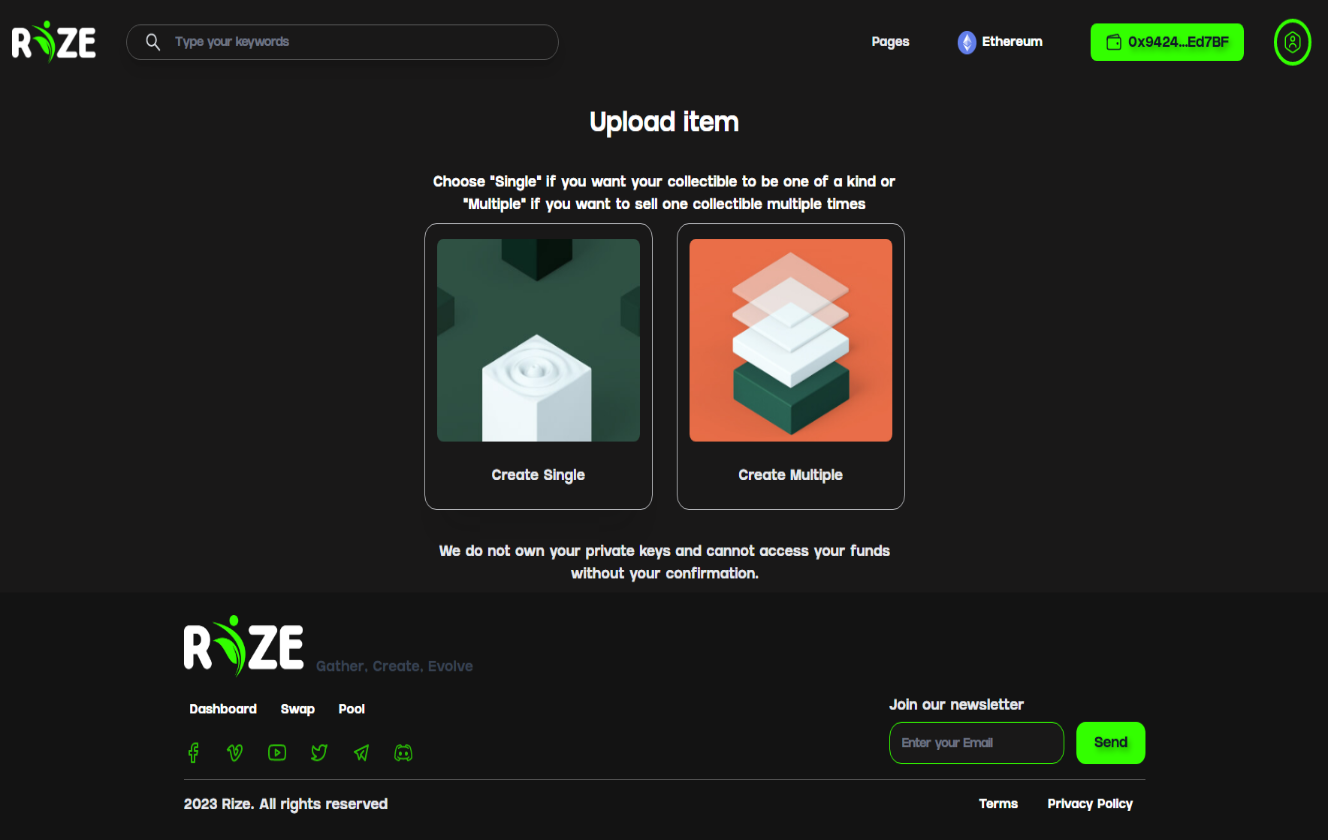 RIZE
Type your keywords
Pages
Ethereum
0x9424...Ed7BF
Upload item
Choose "Single" if you want your collectible to be one of a kind or
"Multiple" if you want to sell one collectible multiple times
Create Single
Create Multiple
We do not own your private keys and cannot access your funds
without your confirmation.
RIZE
Gather, Create, Evolve
Dashboard Swap Pool
Join our newsletter
Enter your Email
Send
2023 Rize. All rights reserved
Terms Privacy Policy